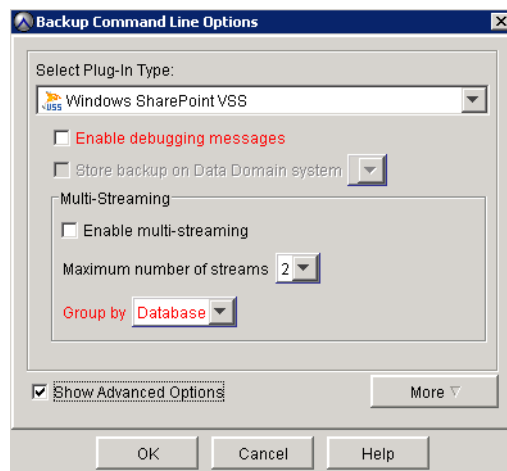 Backup Command Line Options
Select Plug-In Type:
VSS Windows SharePoint VSS
Enable debugging messages
Store backup on Data Domain system
Multi-Streaming
Enable multi-streaming
Maximum number of streams 2
Group by Database
Show Advanced Options
More
OK Cancel Help